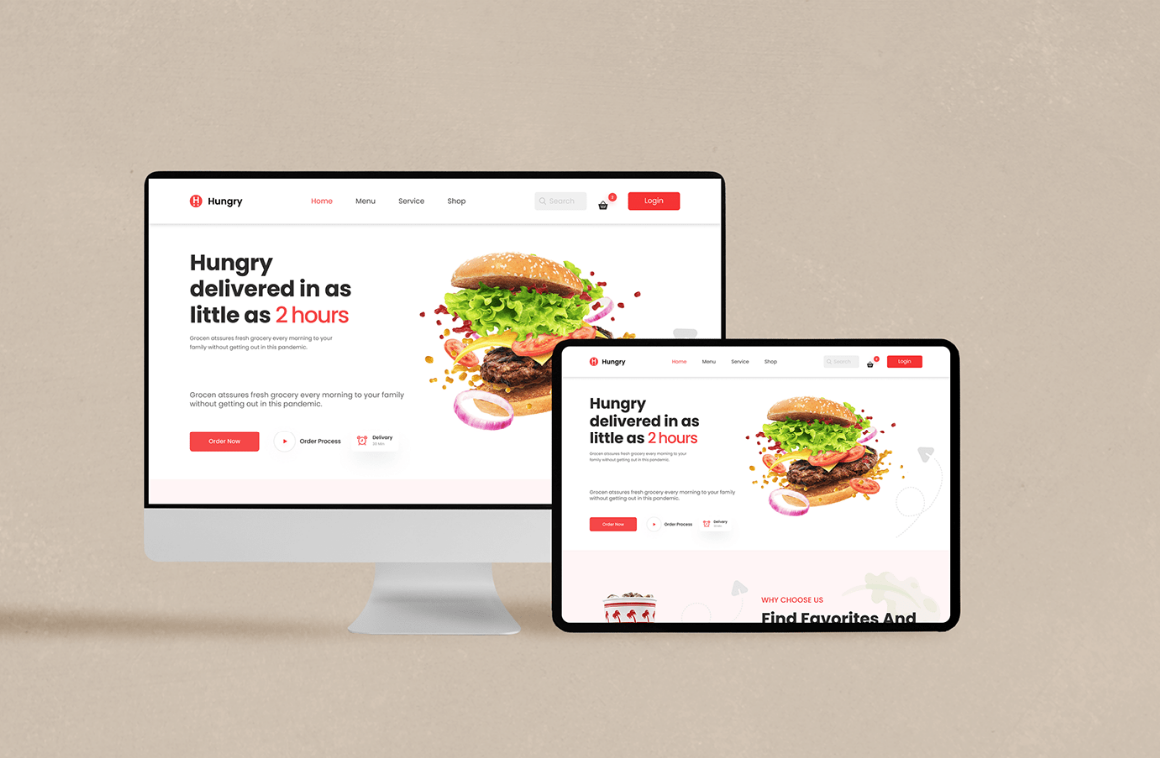 Hungry
Home Menu Service Shop
Search
Login
Hungry
delivered in as
little as 2 hours
Grocen atssures fresh grocery every morning to your
family without getting out in this pandemic.
Grocen atssures fresh grocery every morning to your family
without getting out in this pandemic.
Order Now
Order Process
Delivary
Hungry
Home Menu Service Shop
Search
Login
Hungry
delivered in as
little as 2 hours
Grocen atssures fresh grocery every morning to your
family without getting out in this pandemic.
Grocen atssures fresh grocery every morning to your family
without getting out in this pandemic.
Order Now
Order Process
Delivary
WHY CHOOSE US
Find Favorites And